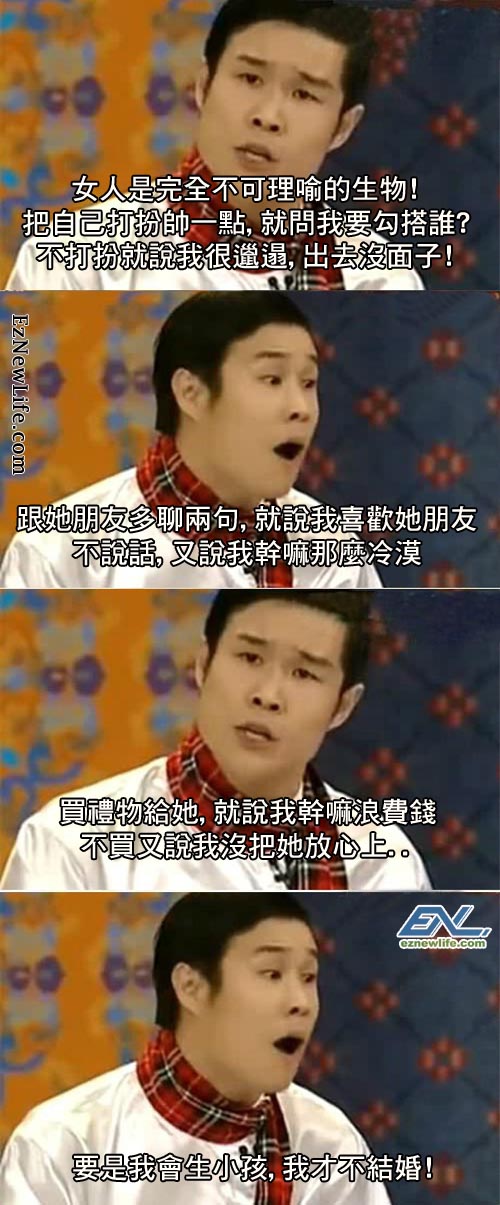 女人是完全不可理喻的生物!
把自己打扮帥一點,就問我要勾搭誰?
不打扮就說我很邋遢,出去沒面子!
EzNewLife.com
跟她朋友多聊兩句,就說我喜歡她朋友
不說話,又說我幹嘛那麼冷漠
買禮物給她,就說我幹嘛浪費錢
不買又說我沒把她放心上..
ENL
eznewlife.com
要是我會生小孩,我才不結婚!